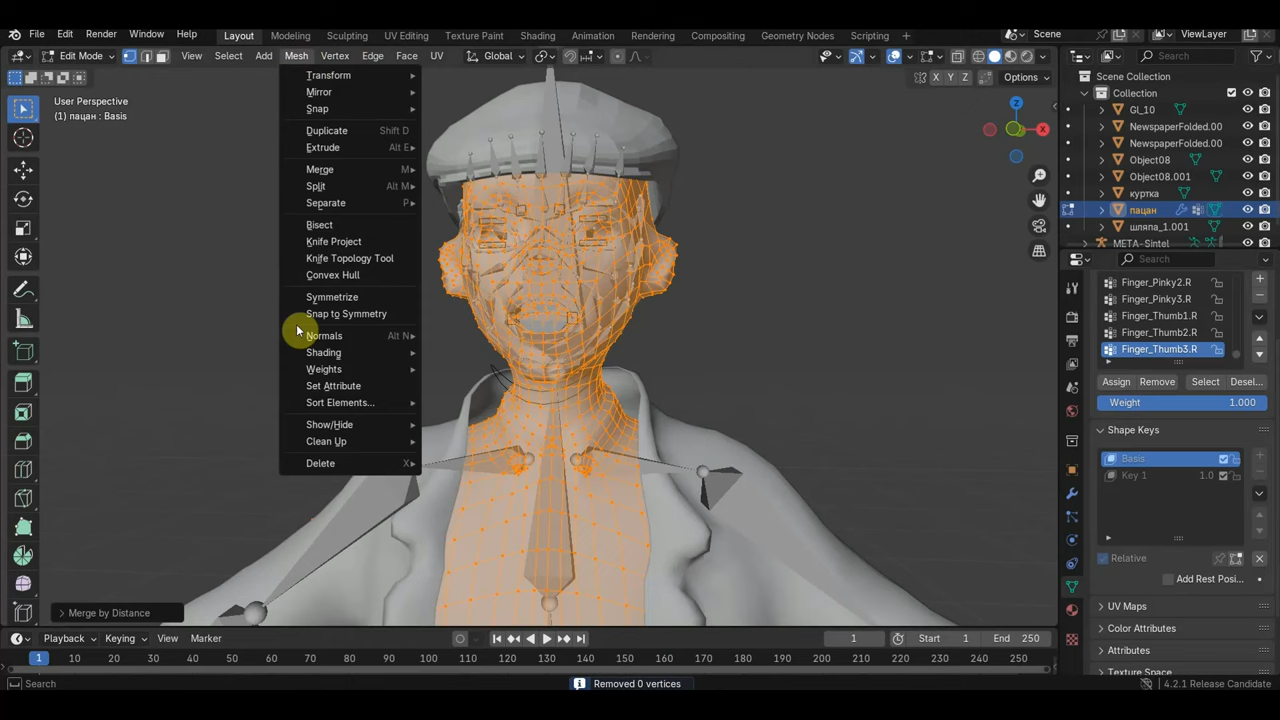 File Edit Render Window Help
Layout Modeling Sculpting UV Editing Texture Paint Shading Animation Rendering Compositing Geometry Nodes Scripting
Scene
ViewLayer
Edit Mode View Select Add Mesh Vertex Edge Face UV
Global
Search
X Y Z
Options
User Perspective
(1) пацан : Basis
Transform
Mirror
Snap
Duplicate Shift D
Extrude Alt E
Merge M
Split Alt M
Separate P
Bisect
Knife Project
Knife Topology Tool
Convex Hull
Symmetrize
Snap to Symmetry
Normals Alt N
Shading
Weights
Set Attribute
Sort Elements...
Show/Hide
Clean Up
Delete X
Z
X
Scene Collection
Collection
GI_10
NewspaperFolded.00
NewspaperFolded.00
Object08
Object08.001
куртка
пацан
шляпа_1.001
META-Sintel
Search
Finger_Pinky2.R
Finger_Pinky3.R
Finger_Thumb1.R
Finger_Thumb2.R
Finger_Thumb3.R
Assign Remove Select Desel...
Weight 1.000
Shape Keys
Basis
Key 1 1.0
Relative
Add Rest Posi...
UV Maps
Color Attributes
Attributes
Texture Space
Merge by Distance
Playback Keying View Marker
1 Start 1 End 250
1 10 20 30 40 50 60 70 80 90 100 110 120 130 140 150 160 170 180 190 200 210 220 230 240 250
Search
Removed 0 vertices
4.2.1 Release Candidate